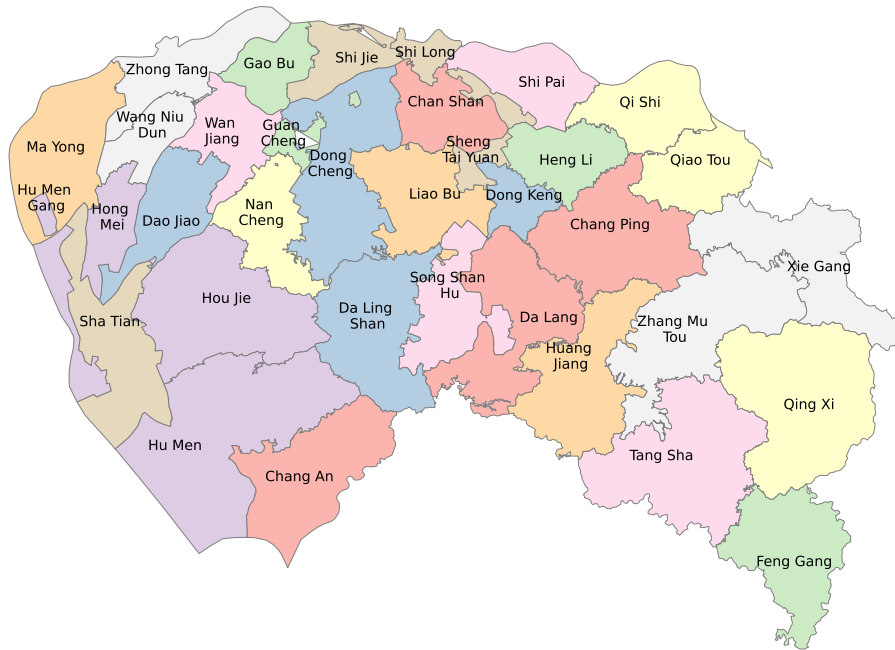 Shi Long
Shi Jie
Gao Bu
Zhong Tang
Shi Pai
Chan Shan
Qi Shi
Wang Niu
Dun
Wan
Jiang
Guan
Cheng
Ma Yong
Sheng
Tai Yuan
Dong
Cheng
Heng Li
Qiao Tou
Hu Men
Gang
Liao Bu
Dong Keng
Hong
Mei
Dao Jiao
Nan
Cheng
Chang Ping
Xie Gang
Song Shan
Hu
Hou Jie
Da Ling
Shan
Sha Tian
Da Lang
Zhang Mu
Tou
Huang
Jiang
Qing Xi
Hu Men
Tang Sha
Chang An
Feng Gang